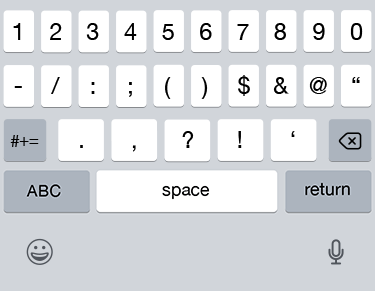 1 2 3 4 5 6 7 8 9 0
- / : ; ( ) $ & @ “
#+= . , ? ! ‘
ABC space return